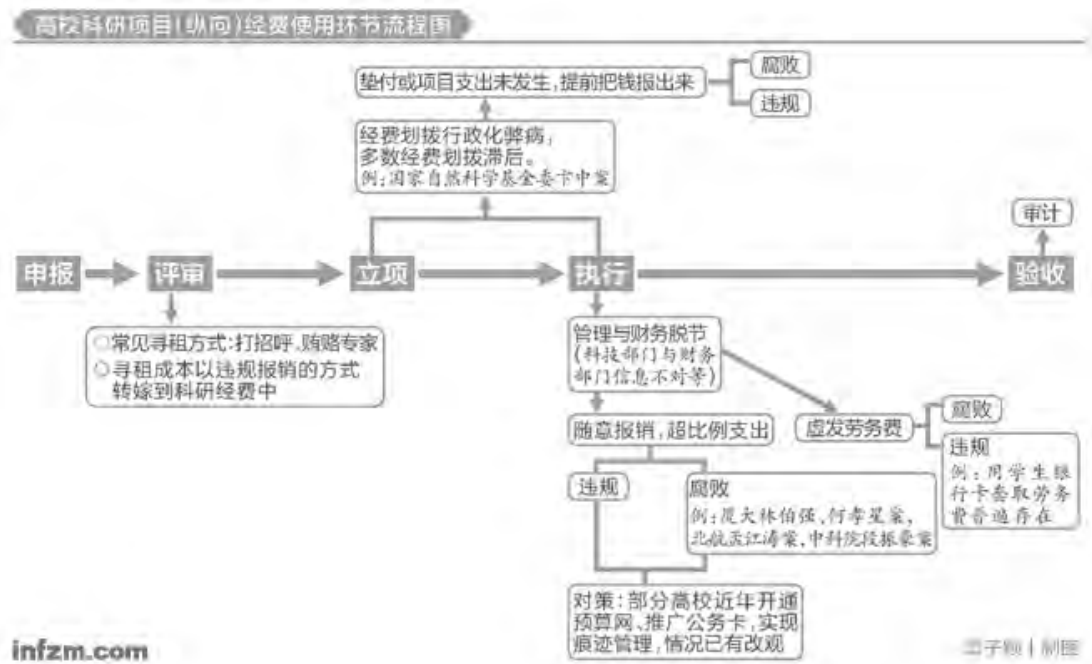 高校科研项目(纵向)经费使用环节流程图
垫付或项目支出未发生,提前把钱报出来
腐败
违规
经费划拨行政化弊病,
多数经费划拨滞后。
例:国家自然科学基金委卞中案
审计
申报
评审
立项
执行
验收
○常见寻租方式:打招呼、贿赂专家
○寻租成本以违规报销的方式
转嫁到科研经费中
管理与财务脱节
(科技部门与财务
部门信息不对等)
随意报销,超比例支出
虚发劳务费
腐败
违规
例:用学生银
行卡套取劳务
费普遍存在
违规
腐败
例:厦大林伯强、何孝星案,
北航孟江涛案,中科院段振豪案
对策:部分高校近年开通
预算网、推广公务卡,实现
痕迹管理,情况已有改观
infzm.com
制图